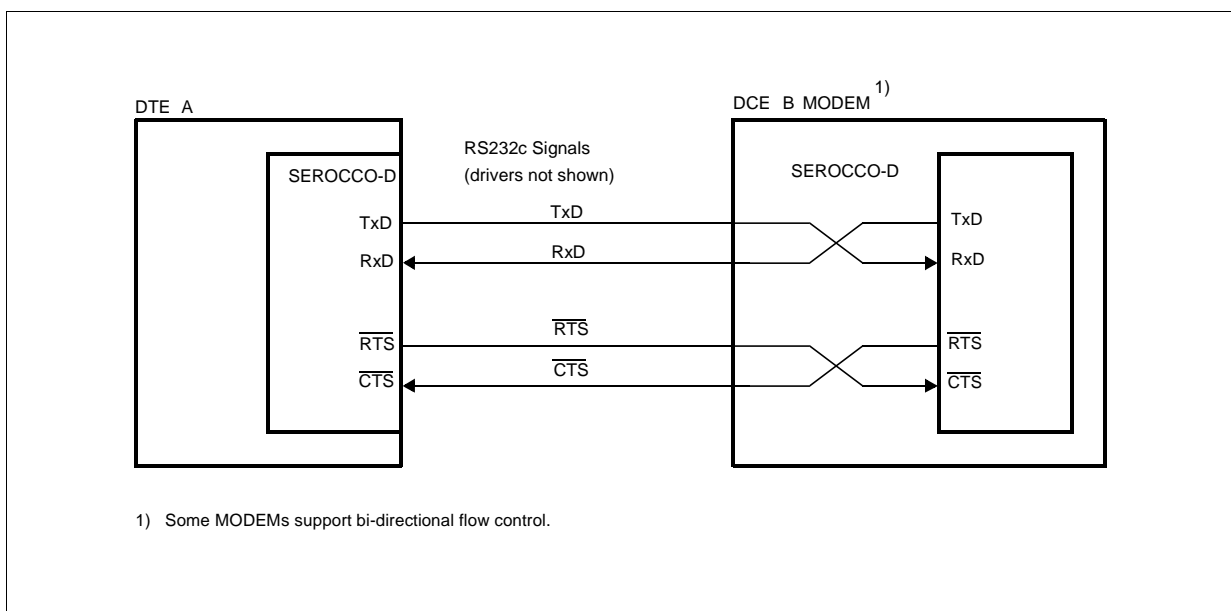 DTE A
DCE B MODEM 1)
RS232c Signals
(drivers not shown)
SEROCCO-D
SEROCCO-D
TxD
TxD
TxD
RxD
RxD
RxD
RTS
RTS
RTS
CTS
CTS
CTS
1) Some MODEMs support bi-directional flow control.